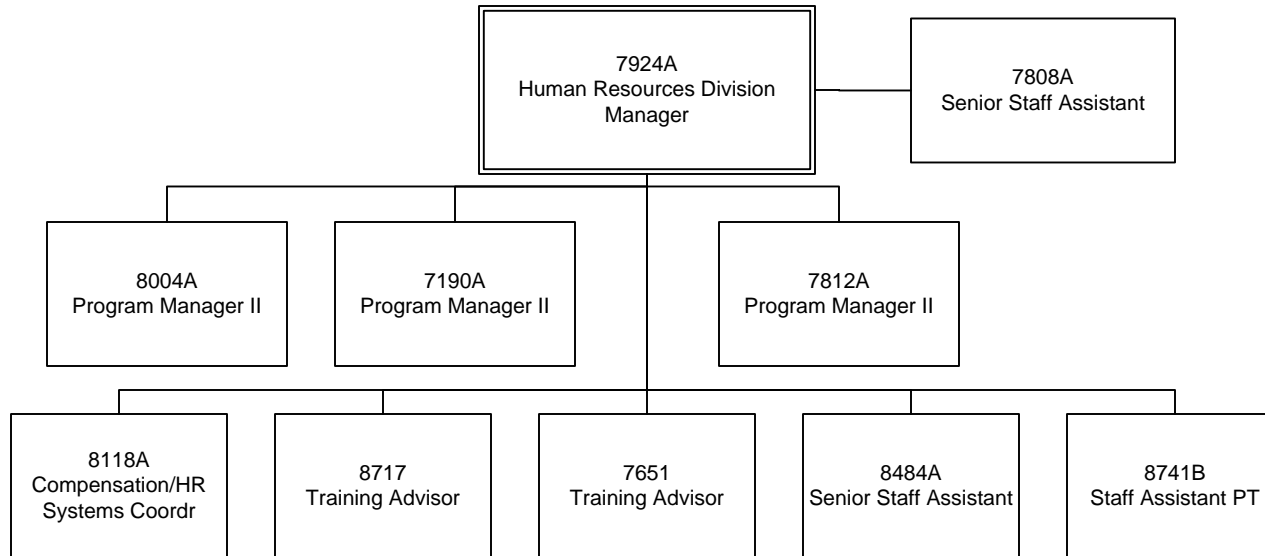 7924A
Human Resources Division
Manager
7808A
Senior Staff Assistant
8004A
Program Manager II
7190A
Program Manager II
7812A
Program Manager II
8118A
Compensation/HR
Systems Coordr
8717
Training Advisor
7651
Training Advisor
8484A
Senior Staff Assistant
8741B
Staff Assistant PT